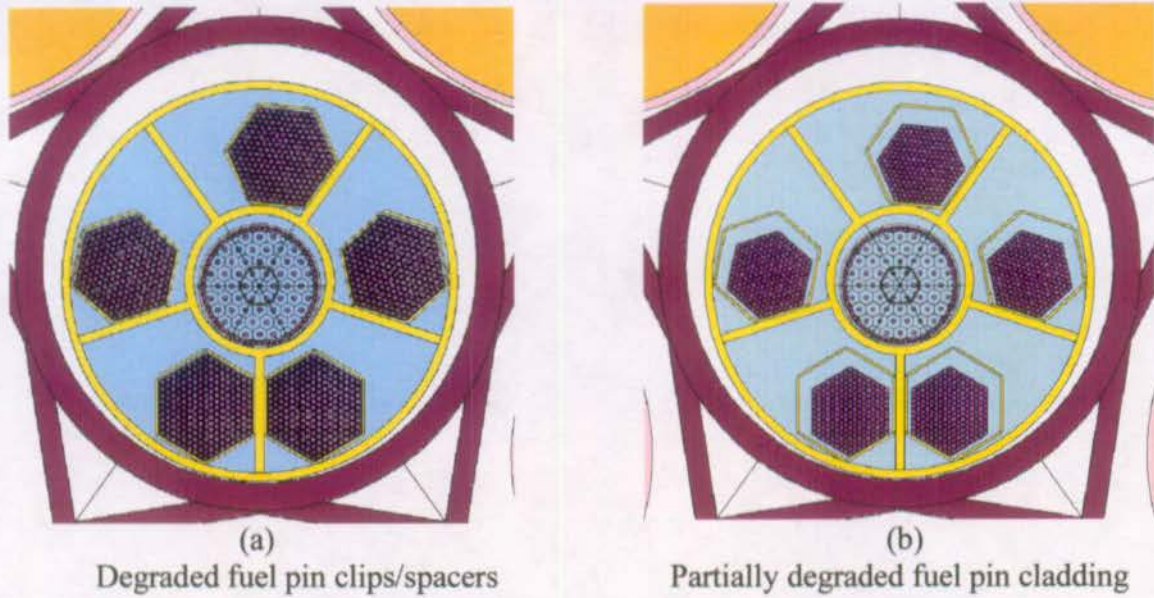 (a)
Degraded fuel pin clips/spacers
(b)
Partially degraded fuel pin cladding